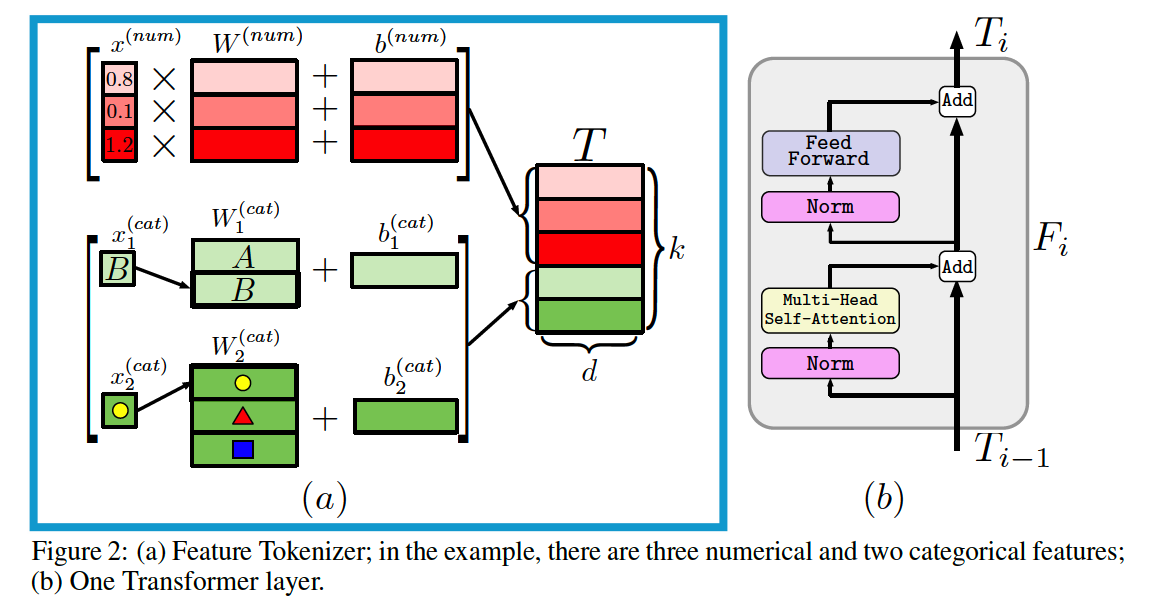 x^(num) W^(num) b^(num)
0.8 × +
0.1 × +
1.2 × +
T
k
d
x_1^(cat) W_1^(cat) b_1^(cat)
B A +
B
x_2^(cat) W_2^(cat) b_2^(cat)
+
(a)
T_i
Add
Feed
Forward
Norm
F_i
Add
Multi-Head
Self-Attention
Norm
T_{i−1}
(b)
Figure 2: (a) Feature Tokenizer; in the example, there are three numerical and two categorical features;
(b) One Transformer layer.